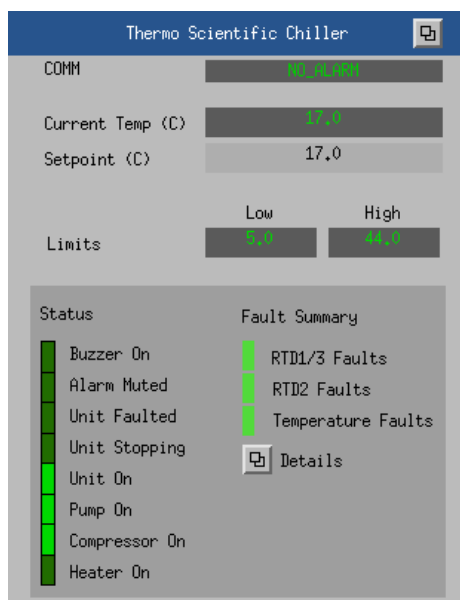 Thermo Scientific Chiller
COMM NO_ALARM
Current Temp (C) 17.0
Setpoint (C) 17.0
Low High
Limits 5.0 44.0
Status Fault Summary
Buzzer On RTD1/3 Faults
Alarm Muted RTD2 Faults
Unit Faulted Temperature Faults
Unit Stopping Details
Unit On
Pump On
Compressor On
Heater On